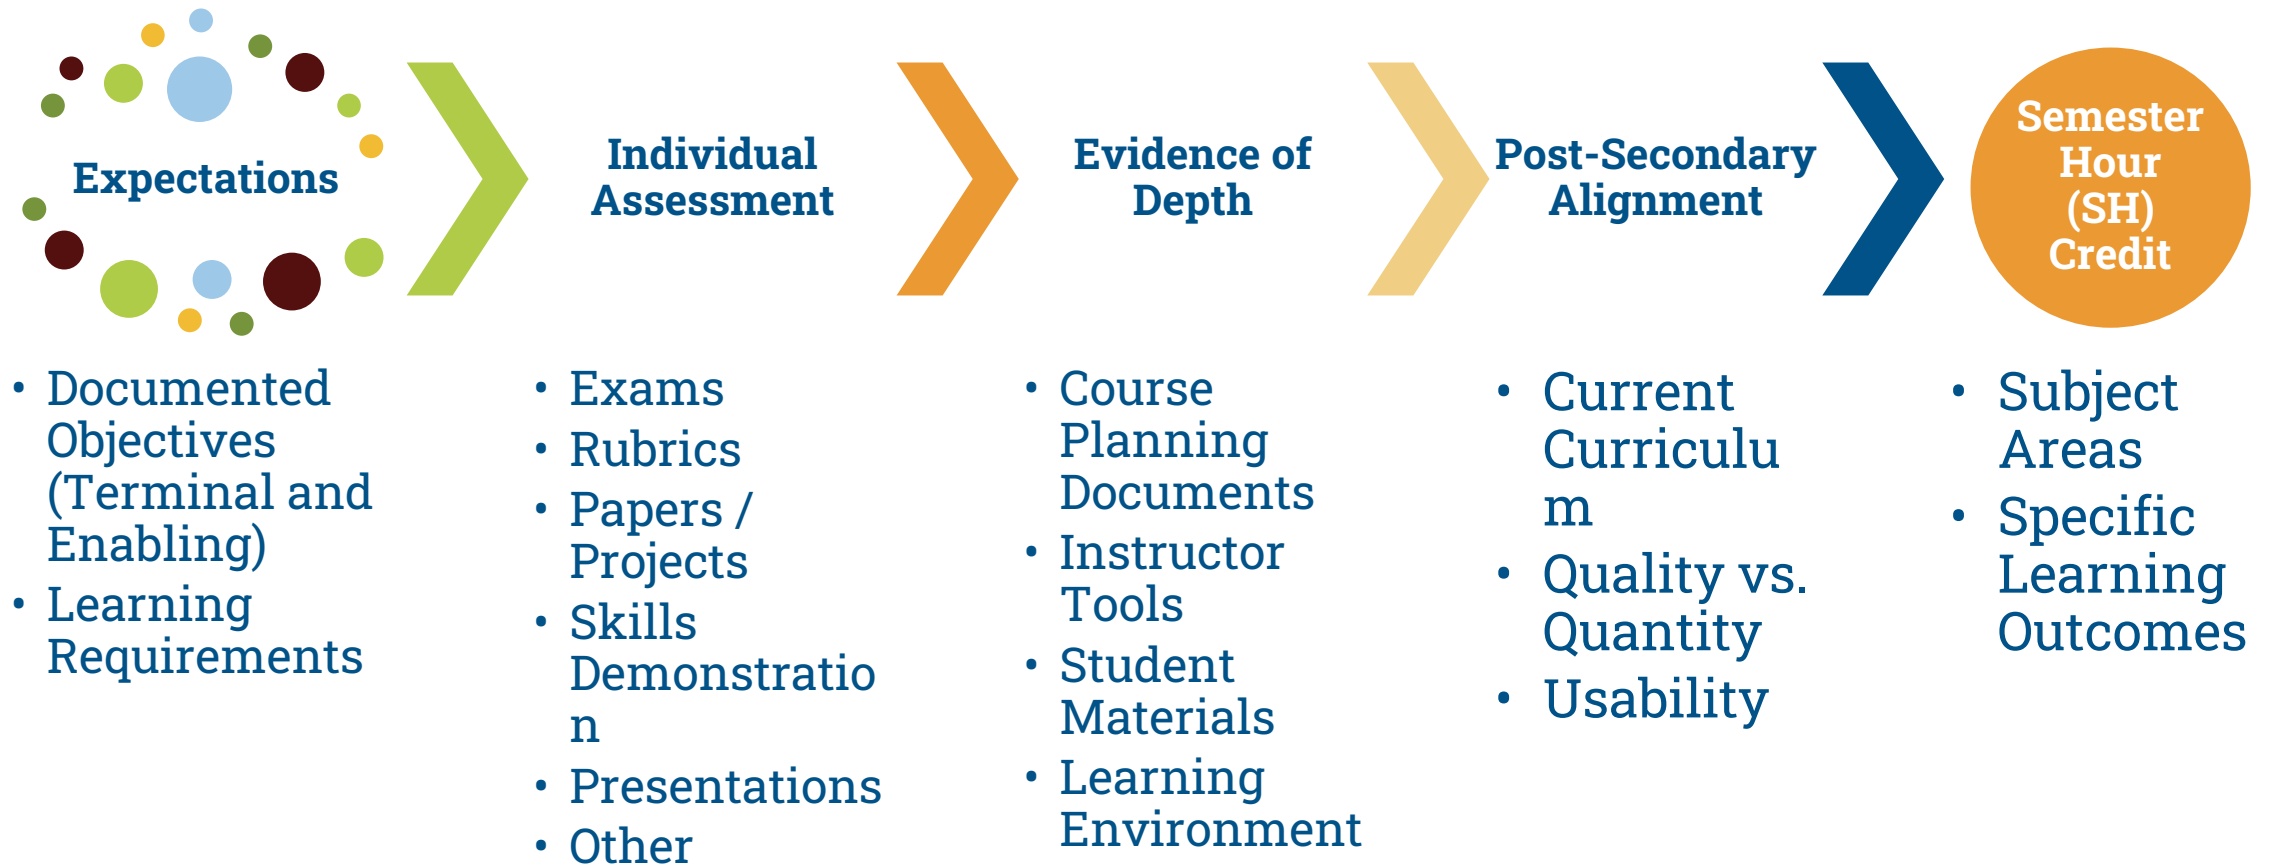 Expectations
Individual
Assessment
Evidence of
Depth
Post-Secondary
Alignment
Semester
Hour
(SH)
Credit
• Documented
Objectives
(Terminal and
Enabling)
• Learning
Requirements
• Exams
• Rubrics
• Papers /
Projects
• Skills
Demonstratio
n
• Presentations
• Other
• Course
Planning
Documents
• Instructor
Tools
• Student
Materials
• Learning
Environment
• Current
Curriculu
m
• Quality vs.
Quantity
• Usability
• Subject
Areas
• Specific
Learning
Outcomes